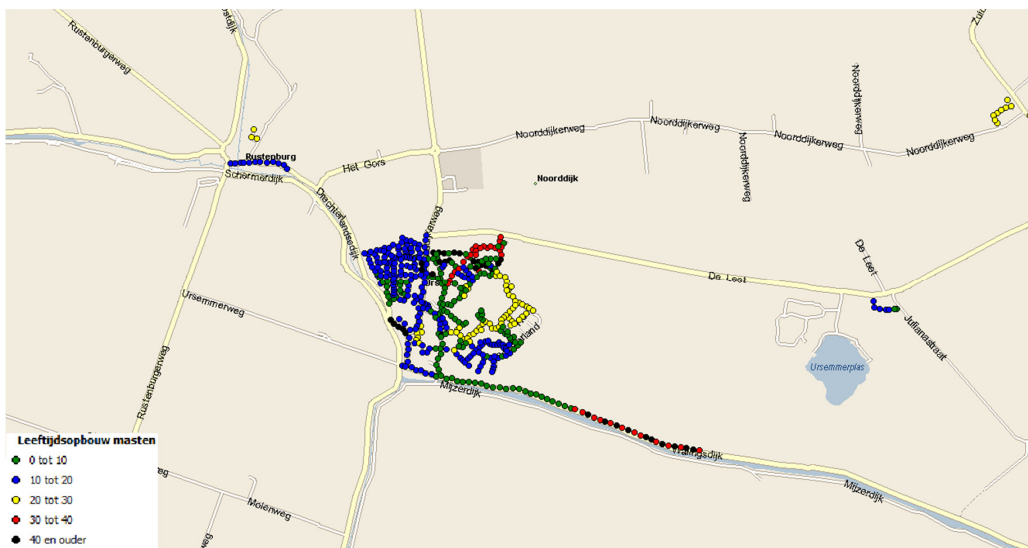 Rustenburgerweg
Noorddijkerweg
Noorddijkerweg
Noorddijkerweg
Noorddijkerweg
Noorddijkerweg
Noorddijkerweg
Rustenburg
Het Gors
Schermerdijk
Noorddijk
Drechterlandsedijk
De Leet
De Leet
Ursemmerweg
Julianastraat
Rustenburgerweg
Ursemmerplas
Mijzerdijk
Walingsdijk
Mijzerdijk
Molenweg
Leeftijdsopbouw masten
0 tot 10
10 tot 20
20 tot 30
30 tot 40
40 en ouder